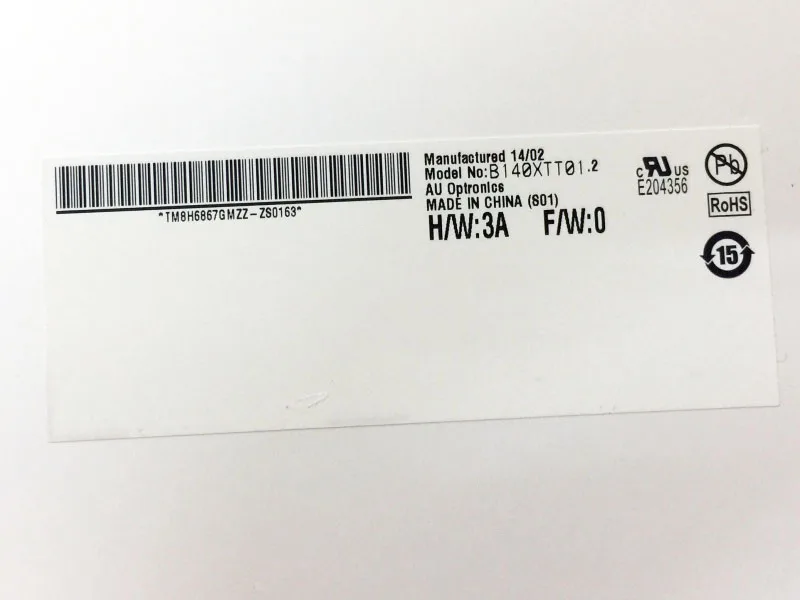 *TM8H6867GMZZ-ZS0163*
Manufactured 14/02
Model No:B140XTT01.2
AU Optronics
MADE IN CHINA (S01)
H/W:3A F/W:0
c RU US
E204356
Pb
RoHS
15